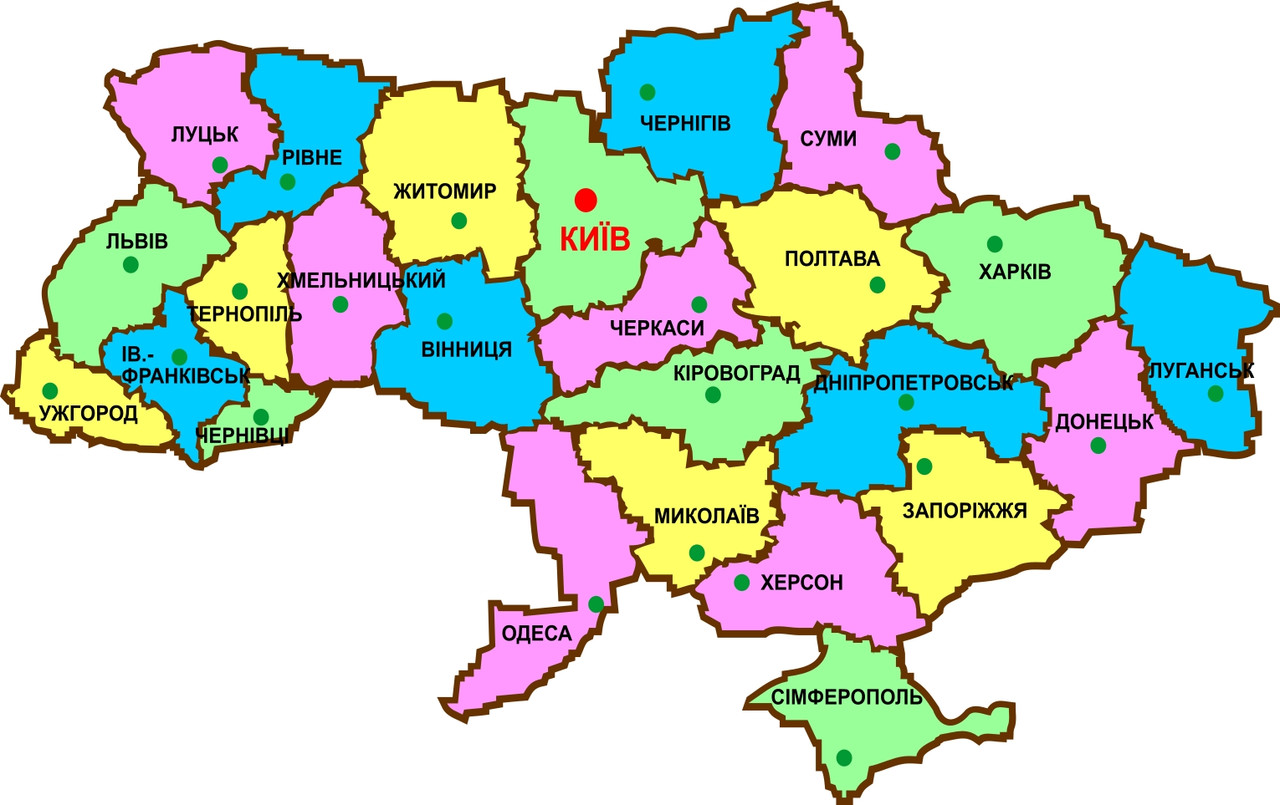 ЧЕРНІГІВ
ЛУЦЬК
СУМИ
РІВНЕ
ЖИТОМИР
КИЇВ
ЛЬВІВ
ПОЛТАВА
ХАРКІВ
ХМЕЛЬНИЦЬКИЙ
ТЕРНОПІЛЬ
ЧЕРКАСИ
ВІННИЦЯ
ІВ.-
ФРАНКІВСЬК
КІРОВОГРАД
ДНІПРОПЕТРОВСЬК
ЛУГАНСЬК
УЖГОРОД
ДОНЕЦЬК
ЧЕРНІВЦІ
ЗАПОРІЖЖЯ
МИКОЛАЇВ
ХЕРСОН
ОДЕСА
СІМФЕРОПОЛЬ